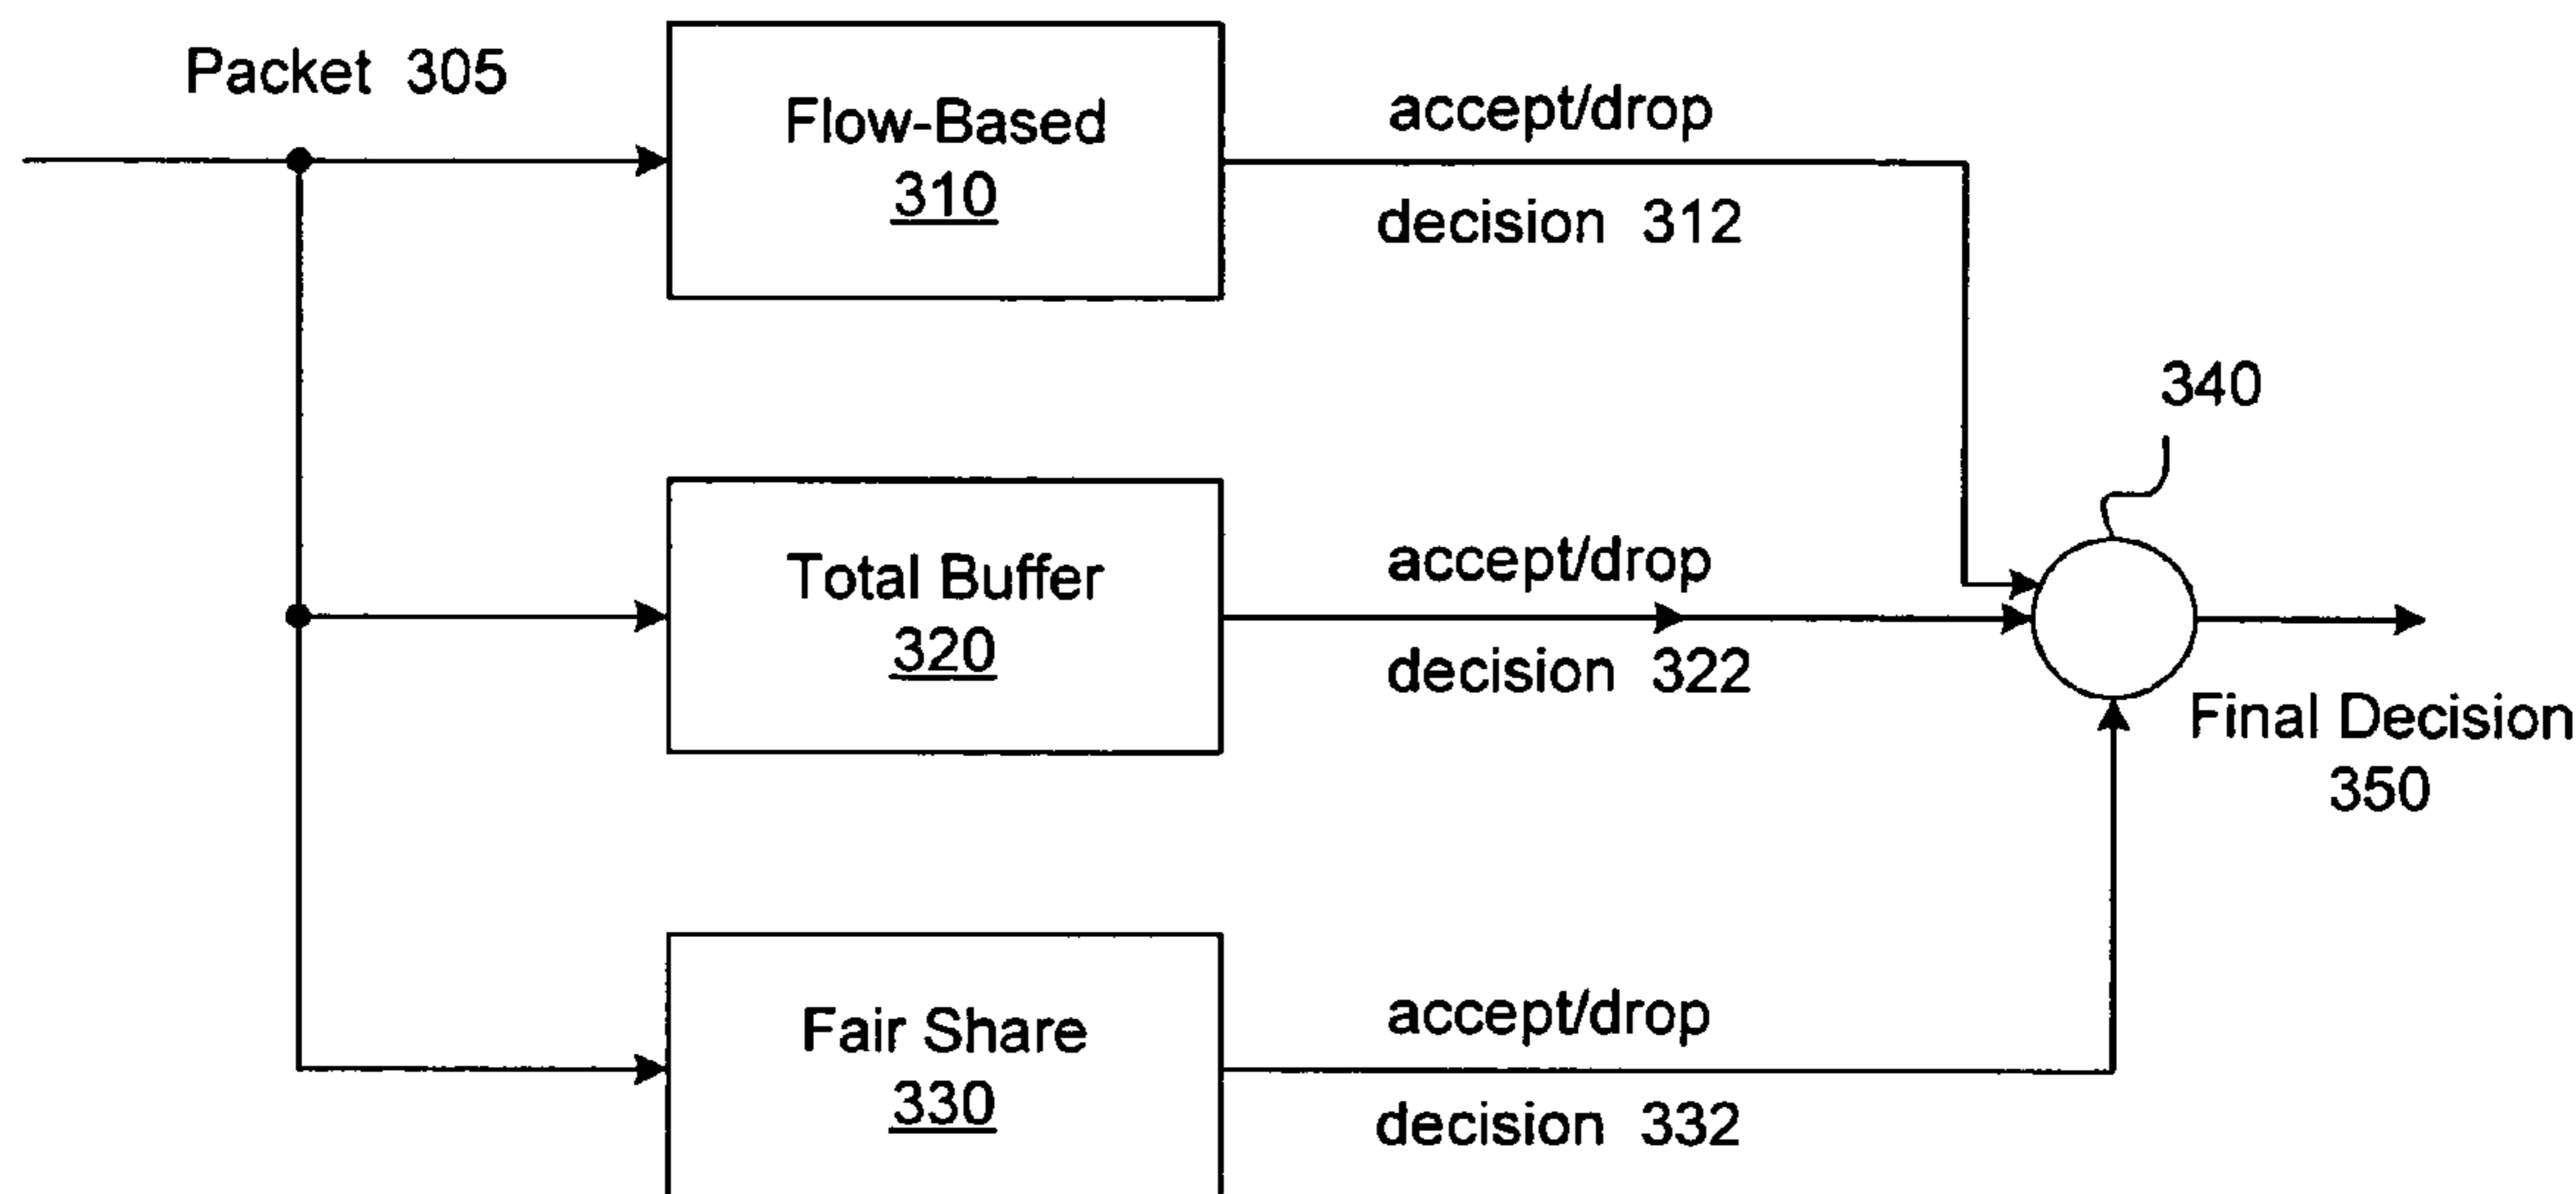 Packet 305
Flow-Based
310
accept/drop
decision 312
340
Total Buffer
320
accept/drop
decision 322
Final Decision
350
Fair Share
330
accept/drop
decision 332